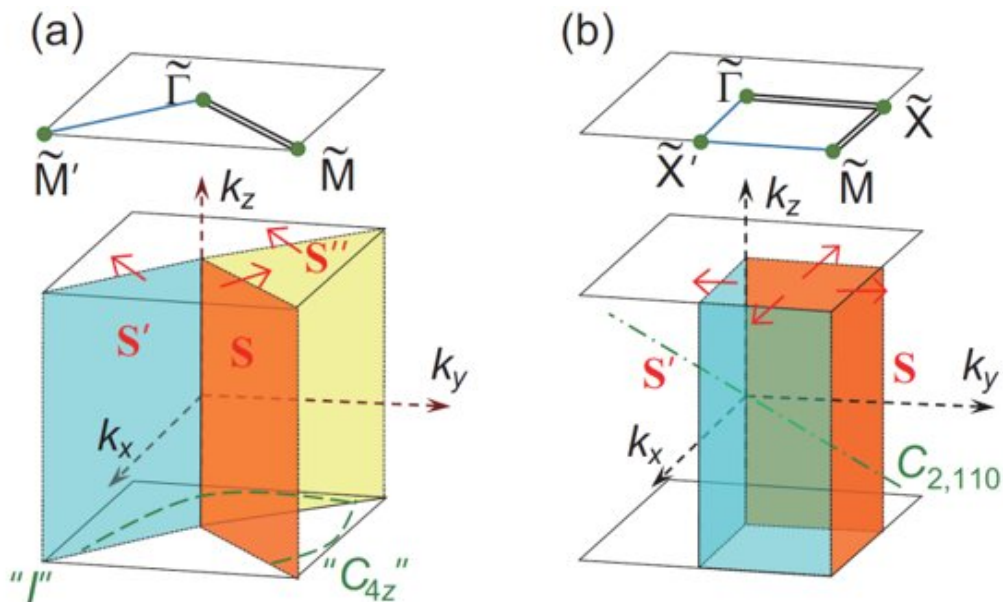 (a)
Γ̃
M̃′
M̃
k_z
S′′
S′
S
k_y
k_x
"I"
"C_{4z}"
(b)
Γ̃
X̃
X̃′
M̃
k_z
S′
S
k_y
k_x
C_{2,110}